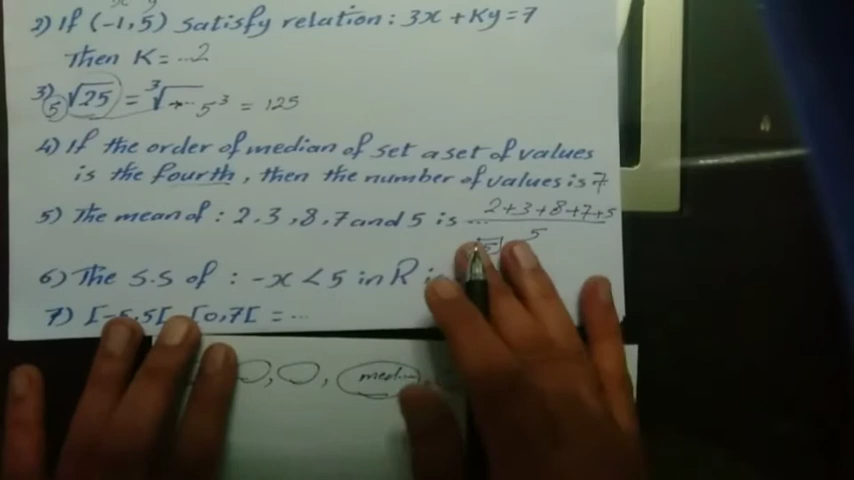 x y
2) If (-1,5) satisfy relation: 3x + Ky = 7
Then K = ...2
3) 5 √25 = ³√... 5³ = 125
4) If the order of median of set a set of values
is the fourth, then the number of values is 7
5) The mean of: 2, 3, 8, 7 and 5 is ... 2+3+8+7+5
5
6) The S.S of: -x < 5 in R
7) [-5,5[ [0,7[ = ...